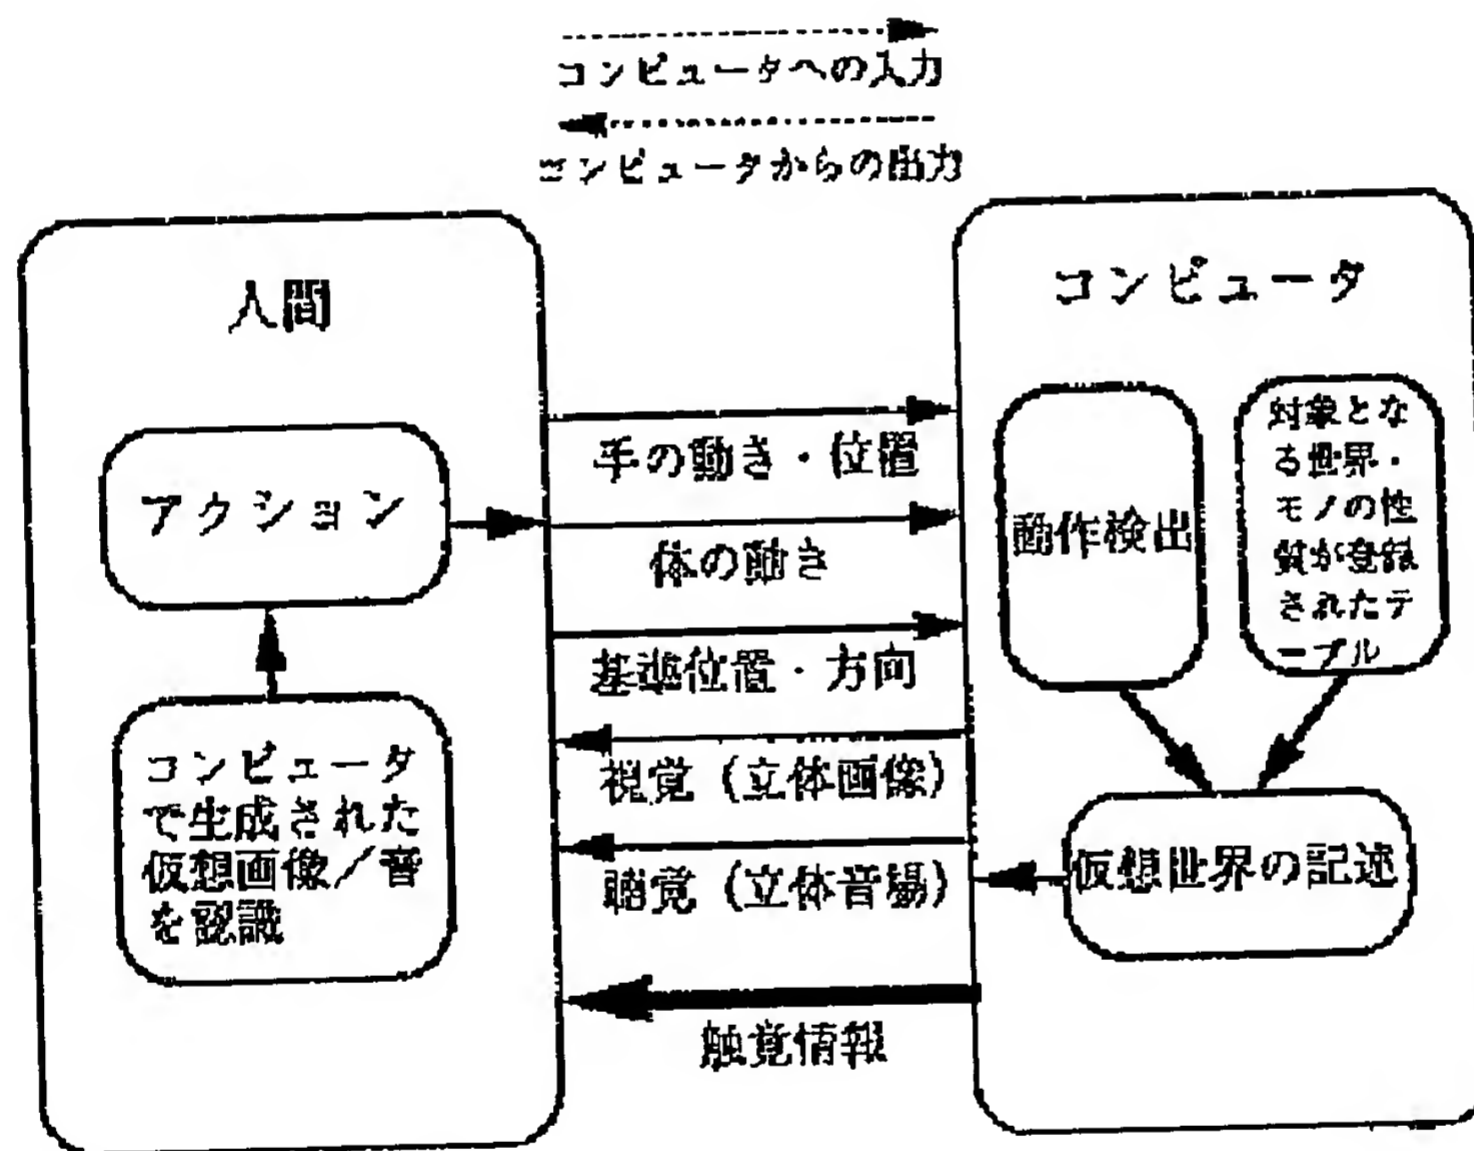 コンピュータへの入力
コンピュータからの出力
人間
アクション
コンピュータ
で生成された
仮想画像／音
を認識
手の動き・位置
体の動き
基準位置・方向
視覚（立体画像）
聴覚（立体音場）
触覚情報
コンピュータ
動作検出
対象とな
る世界・
モノの性
質が登録
されたテ
ーブル
仮想世界の記述